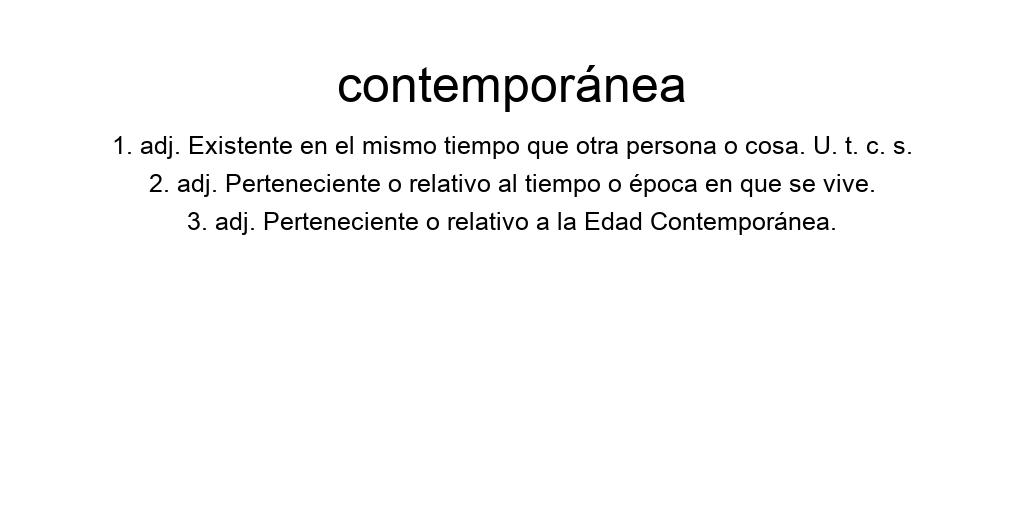 contemporánea
1. adj. Existente en el mismo tiempo que otra persona o cosa. U. t. c. s.
2. adj. Perteneciente o relativo al tiempo o época en que se vive.
3. adj. Perteneciente o relativo a la Edad Contemporánea.